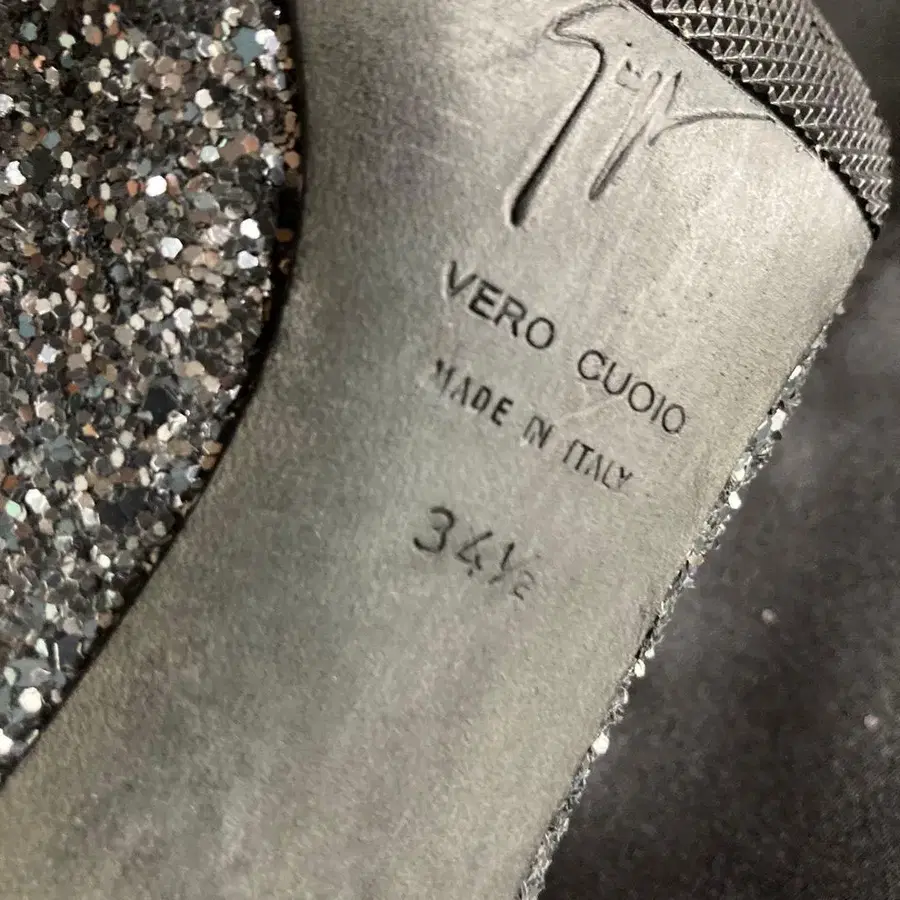 VERO CUOIO
MADE IN ITALY
34½